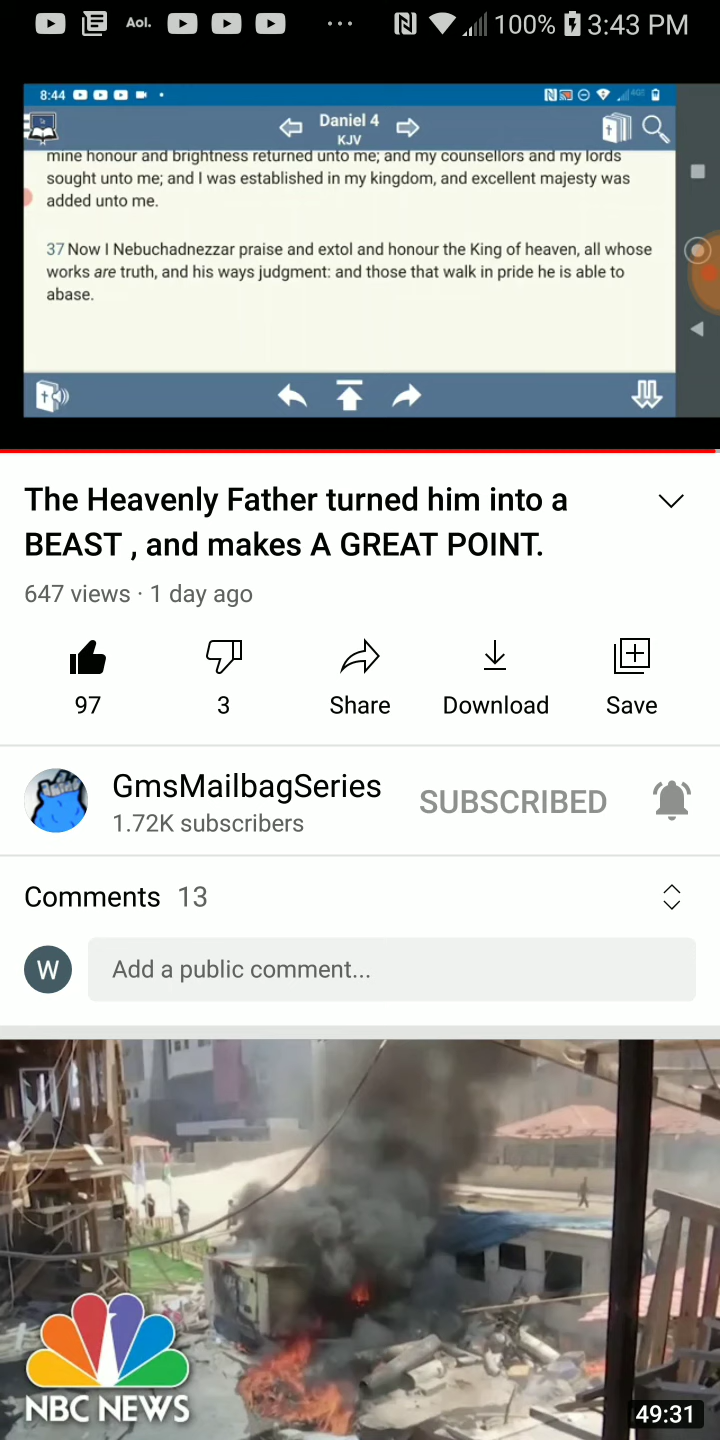 Aol. ... 100% 3:43 PM
8:44
Daniel 4
KJV
mine honour and brightness returned unto me; and my counsellors and my lords
sought unto me; and I was established in my kingdom, and excellent majesty was
added unto me.
37 Now I Nebuchadnezzar praise and extol and honour the King of heaven, all whose
works are truth, and his ways judgment: and those that walk in pride he is able to
abase.
The Heavenly Father turned him into a
BEAST , and makes A GREAT POINT.
647 views · 1 day ago
97 3 Share Download Save
GmsMailbagSeries SUBSCRIBED
1.72K subscribers
Comments 13
W Add a public comment...
NBC NEWS
49:31